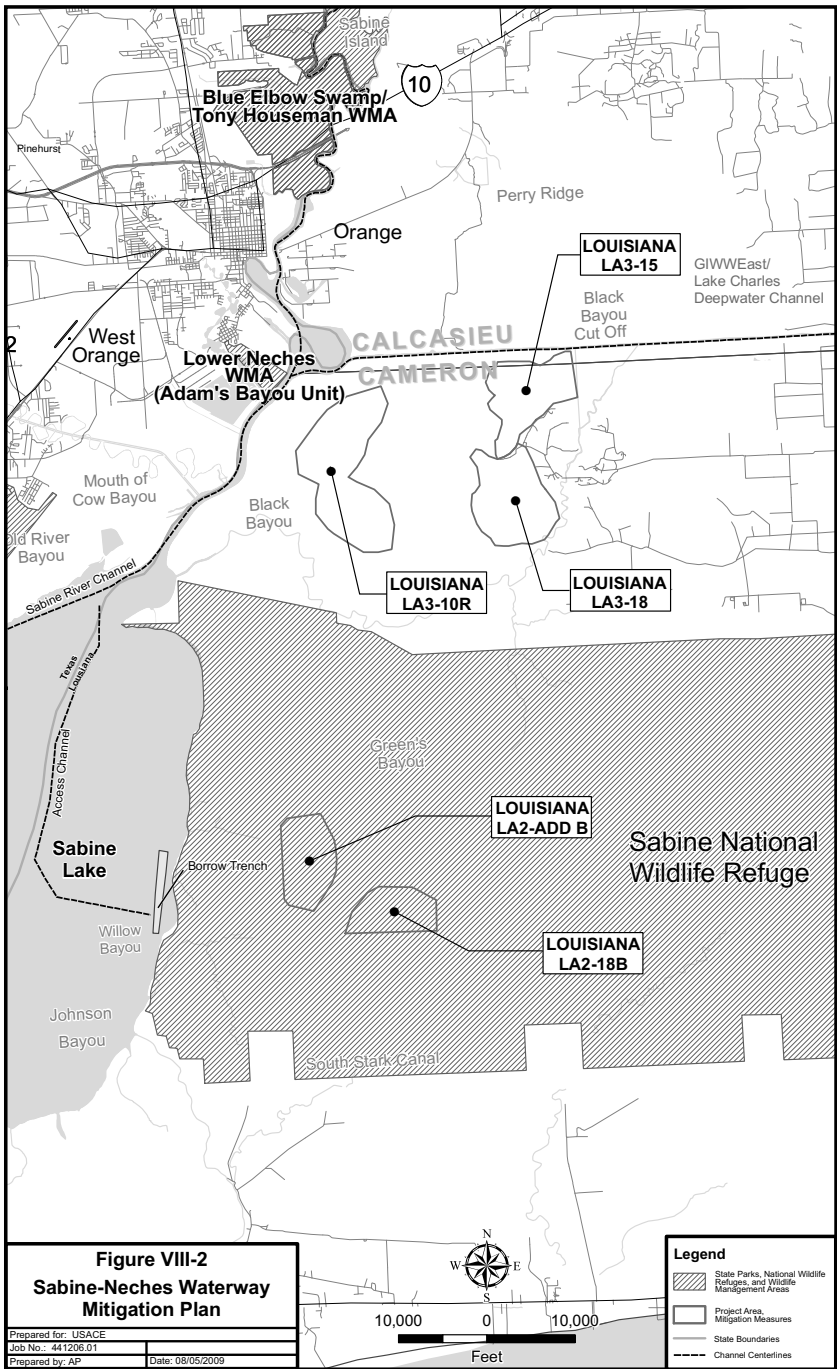 Sabine
Island
10
Blue Elbow Swamp/
Tony Houseman WMA
Pinehurst
Perry Ridge
Orange
LOUISIANA
LA3-15
GIWWEast/
Lake Charles
Deepwater Channel
Black
Bayou
Cut Off
CALCASIEU
CAMERON
2
West
Orange
Lower Neches
WMA
(Adam's Bayou Unit)
Mouth of
Cow Bayou
Black
Bayou
Old River
Bayou
LOUISIANA
LA3-10R
LOUISIANA
LA3-18
Sabine River Channel
Texas
Lousiana
Access Channel
Green's
Bayou
LOUISIANA
LA2-ADD B
Sabine National
Wildlife Refuge
Sabine
Lake
Borrow Trench
LOUISIANA
LA2-18B
Willow
Bayou
Johnson
Bayou
South Stark Canal
Figure VIII-2
Sabine-Neches Waterway
Mitigation Plan
Prepared for: USACE
Job No.: 441206.01
Prepared by: AP
Date: 08/05/2009
N
W
E
S
10,000
0
10,000
Feet
Legend
State Parks, National Wildlife
Refuges, and Wildlife
Management Areas
Project Area,
Mitigation Measures
State Boundaries
Channel Centerlines